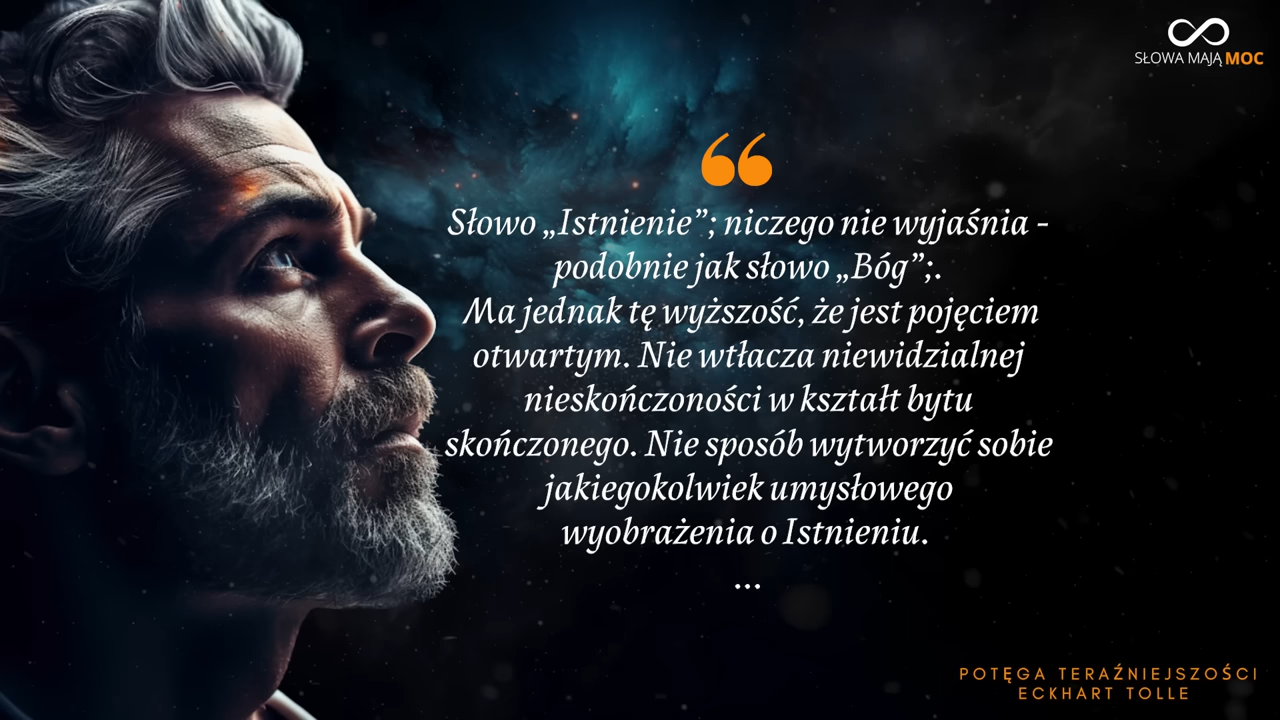 SŁOWA MAJĄ MOC
Słowo „Istnienie”; niczego nie wyjaśnia -
podobnie jak słowo „Bóg”;.
Ma jednak tę wyższość, że jest pojęciem
otwartym. Nie wtłacza niewidzialnej
nieskończoności w kształt bytu
skończonego. Nie sposób wytworzyć sobie
jakiegokolwiek umysłowego
wyobrażenia o Istnieniu.
...
POTĘGA TERAŹNIEJSZOŚCI
ECKHART TOLLE